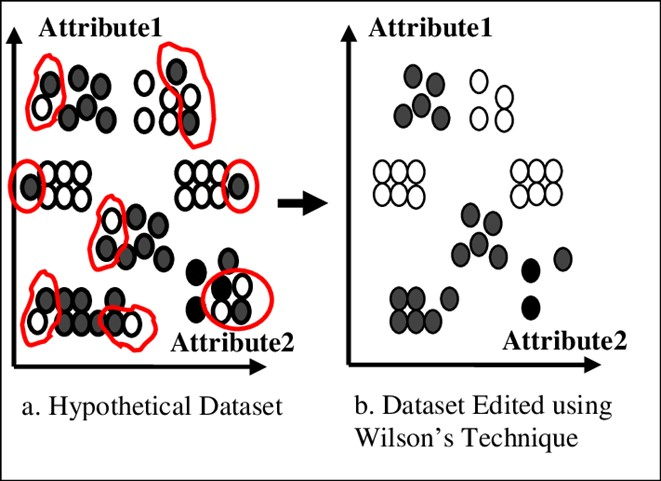 Attribute1
Attribute1
Attribute2
Attribute2
a. Hypothetical Dataset
b. Dataset Edited using
Wilson's Technique